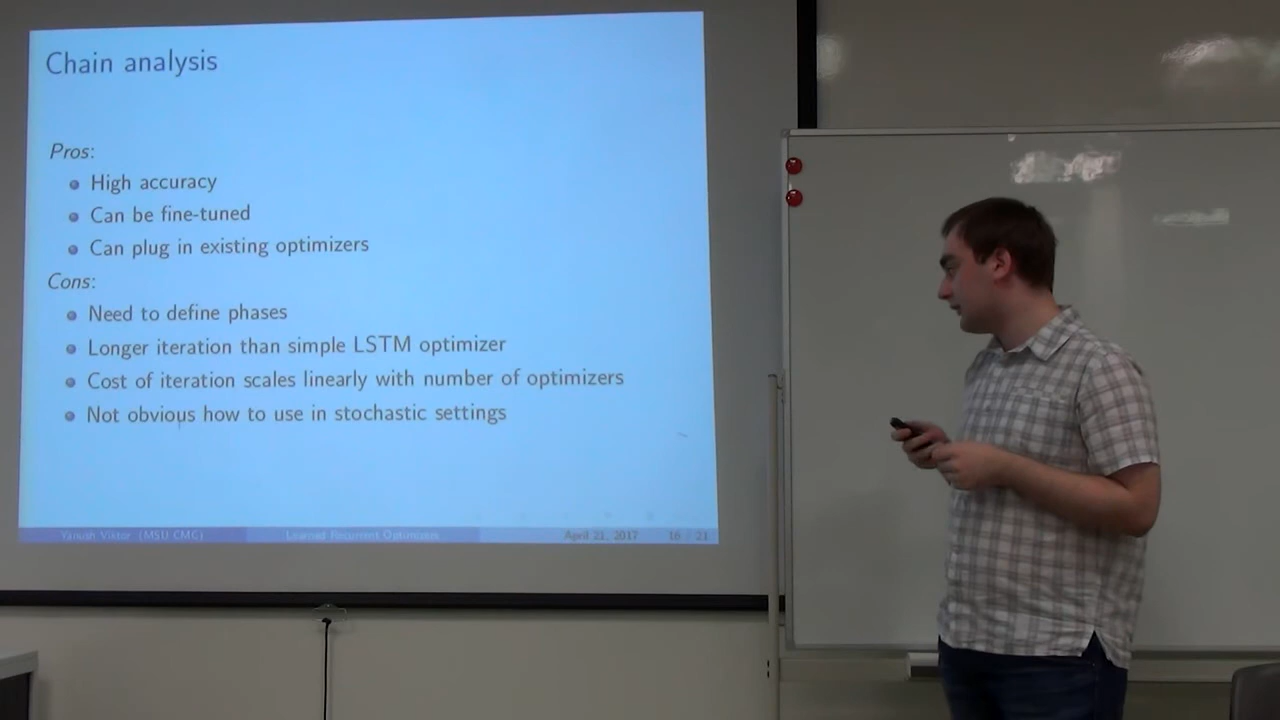 Chain analysis
Pros:
High accuracy
Can be fine-tuned
Can plug in existing optimizers
Cons:
Need to define phases
Longer iteration than simple LSTM optimizer
Cost of iteration scales linearly with number of optimizers
Not obvious how to use in stochastic settings
Yanush Viktor (MSU CMC) Learned Recurrent Optimizers April 21, 2017 16 / 21